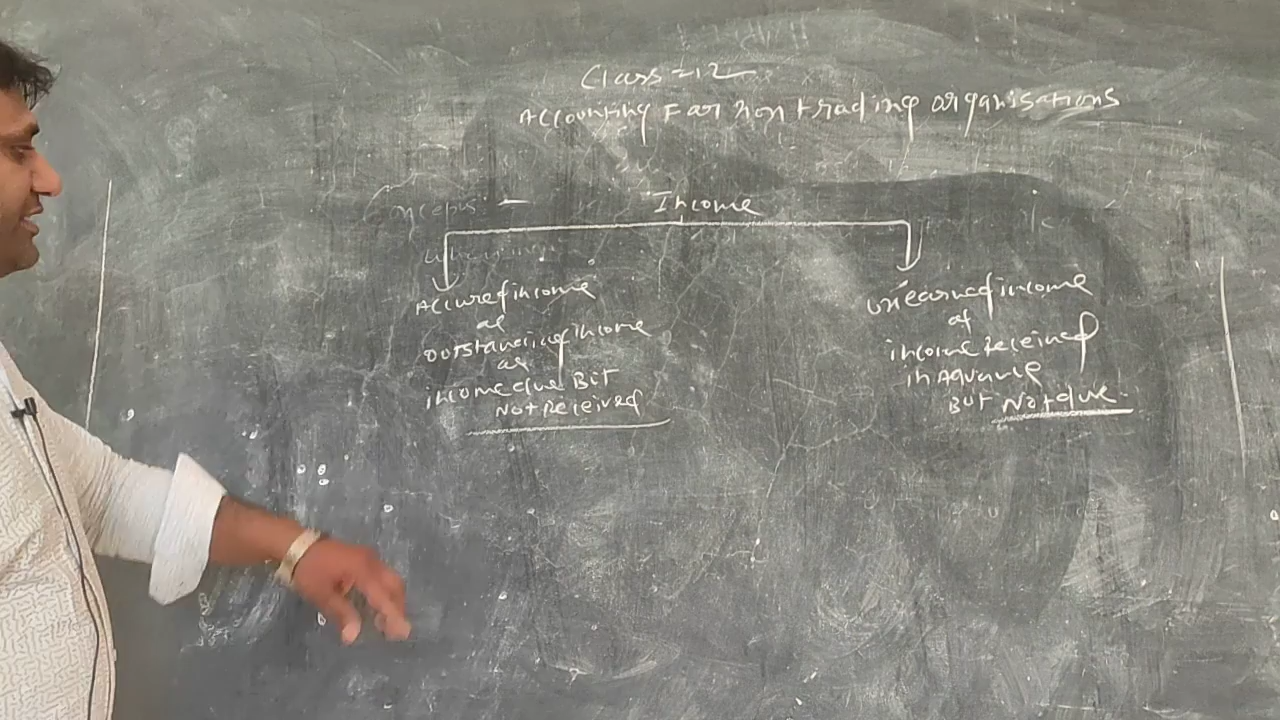 Class-12
Accounting For non trading organisations
Income
Accured income
or
outstanding income
or
income due But
Not Received
unearned income
or
income Received
in Advance
But Not due.